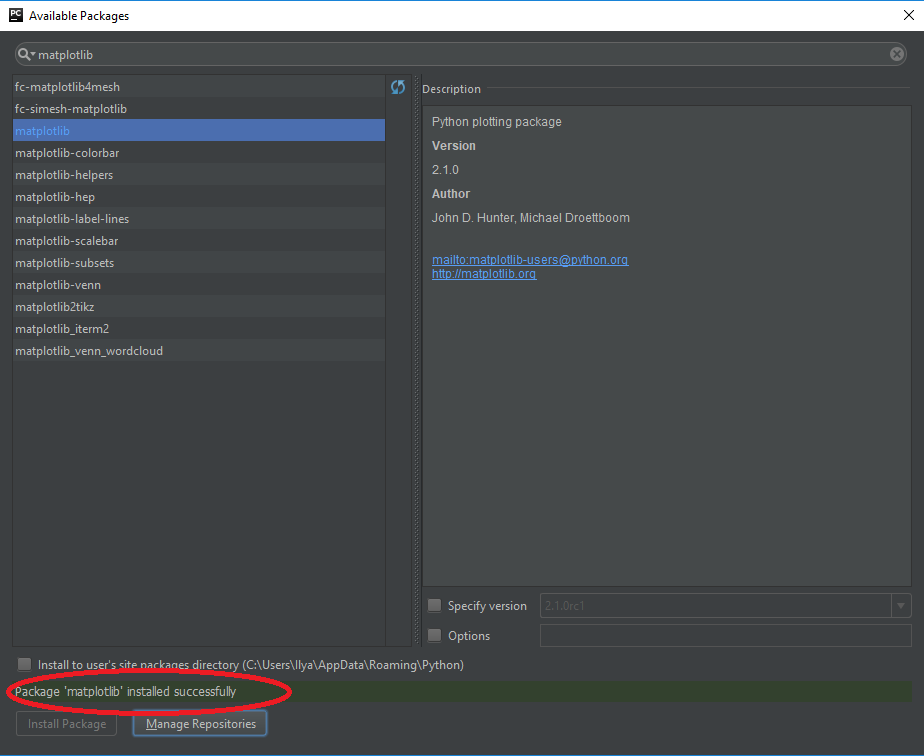 PC Available Packages
matplotlib
fc-matplotlib4mesh
fc-simesh-matplotlib
matplotlib
matplotlib-colorbar
matplotlib-helpers
matplotlib-hep
matplotlib-label-lines
matplotlib-scalebar
matplotlib-subsets
matplotlib-venn
matplotlib2tikz
matplotlib_iterm2
matplotlib_venn_wordcloud
Description
Python plotting package
Version
2.1.0
Author
John D. Hunter, Michael Droettboom
mailto:matplotlib-users@python.org
http://matplotlib.org
Specify version
2.1.0rc1
Options
Install to user's site packages directory (C:\Users\Ilya\AppData\Roaming\Python)
Package 'matplotlib' installed successfully
Install Package
Manage Repositories